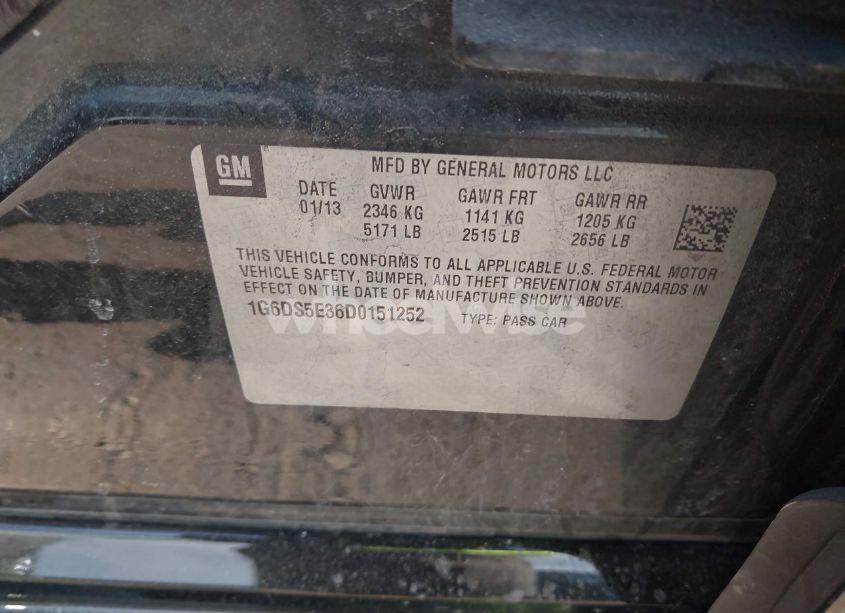 GM
MFD BY GENERAL MOTORS LLC
DATE GVWR GAWR FRT GAWR RR
01/13 2346 KG 1141 KG 1205 KG
5171 LB 2515 LB 2656 LB
THIS VEHICLE CONFORMS TO ALL APPLICABLE U.S. FEDERAL MOTOR
VEHICLE SAFETY, BUMPER, AND THEFT PREVENTION STANDARDS IN
EFFECT ON THE DATE OF MANUFACTURE SHOWN ABOVE.
1G6DS5E36D0151252 TYPE: PASS CAR
wheelwise